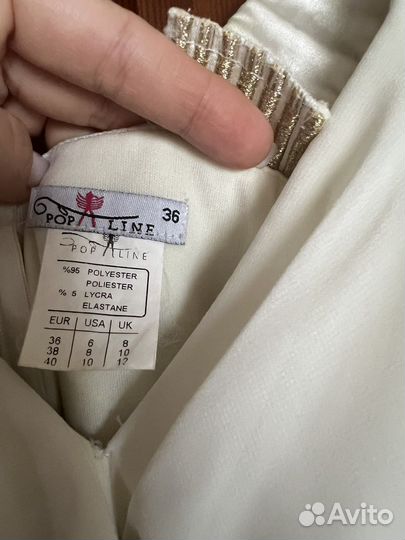 36
POP LINE
POP LINE
%95 POLYESTER
POLIESTER
% 5 LYCRA
ELASTANE
EUR USA UK
36 6 8
38 8 10
40 10 12
Avito